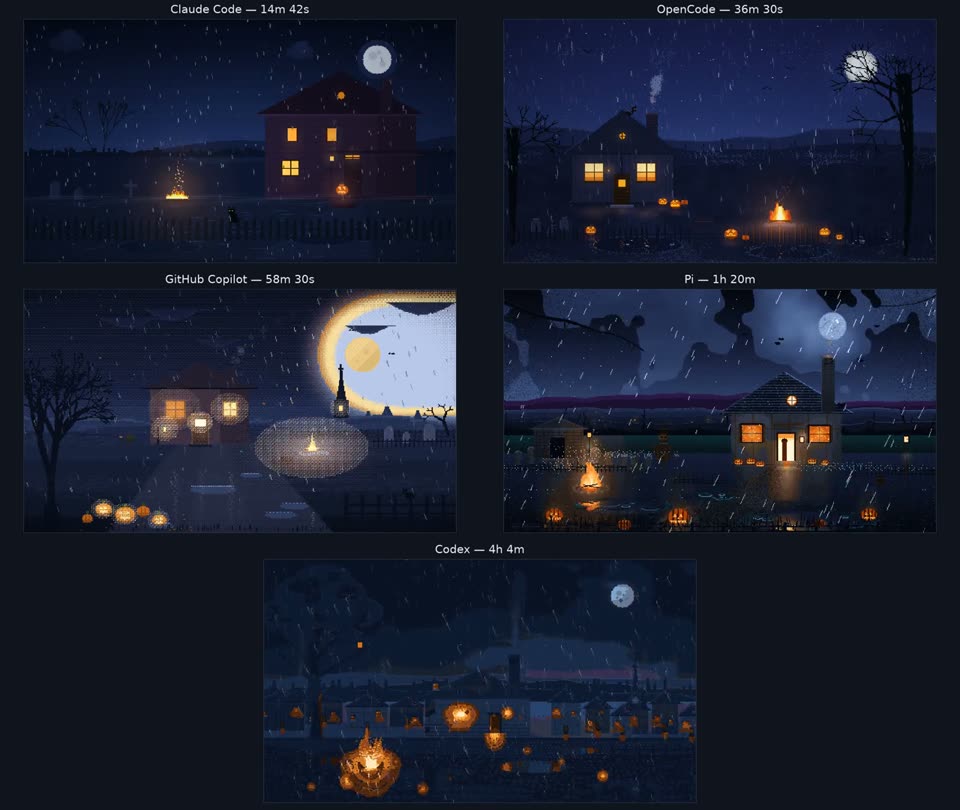 Claude Code — 14m 42s
OpenCode — 36m 30s
GitHub Copilot — 58m 30s
Pi — 1h 20m
Codex — 4h 4m